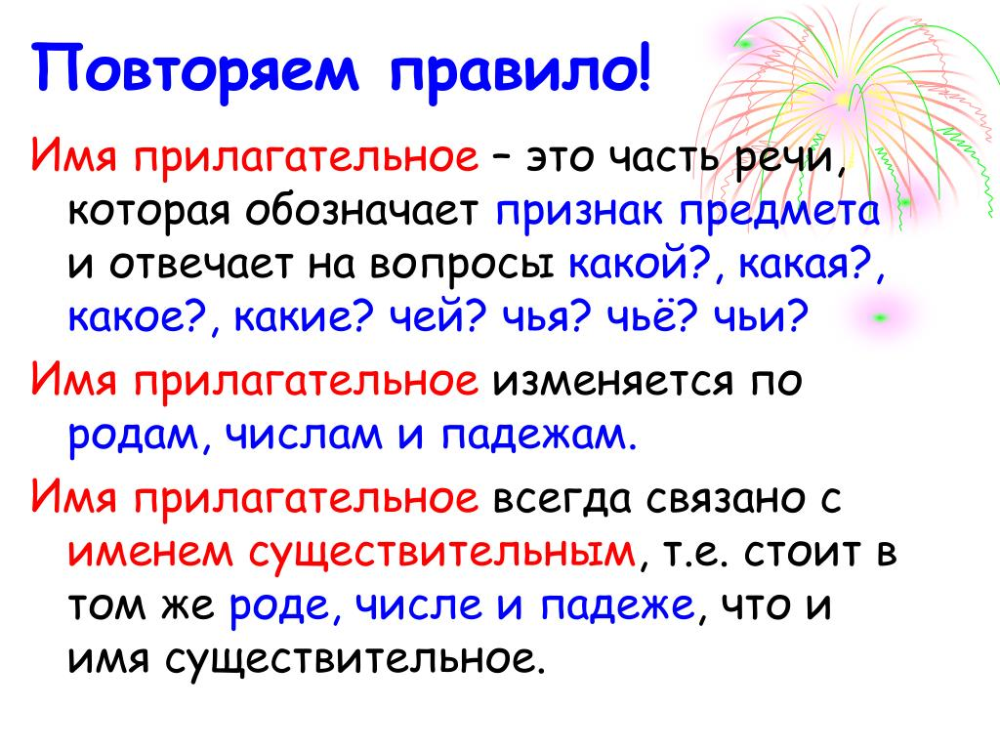 Повторяем правило!
Имя прилагательное – это часть речи,
которая обозначает признак предмета
и отвечает на вопросы какой?, какая?,
какое?, какие? чей? чья? чьё? чьи?
Имя прилагательное изменяется по
родам, числам и падежам.
Имя прилагательное всегда связано с
именем существительным, т.е. стоит в
том же роде, числе и падеже, что и
имя существительное.